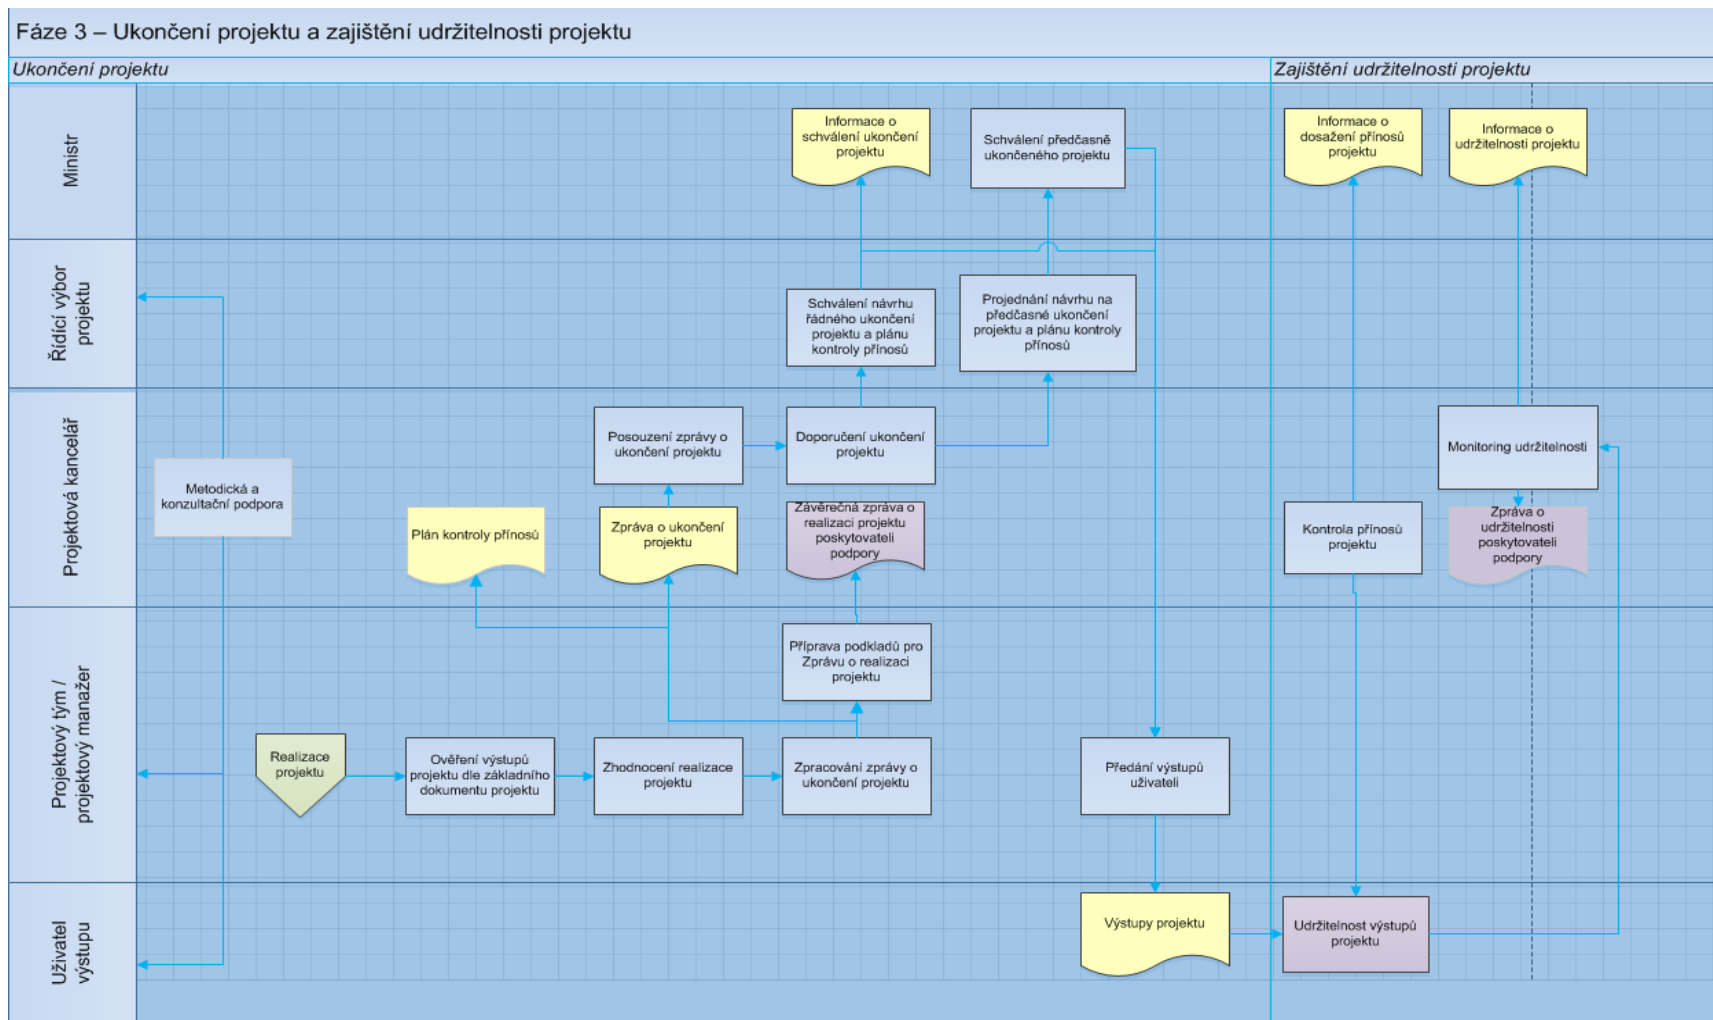 Fáze 3 – Ukončení projektu a zajištění udržitelnosti projektu
Ukončení projektu
Zajištění udržitelnosti projektu
Ministr
Informace o
schválení ukončení
projektu
Schválení předčasně
ukončeného projektu
Informace o
dosažení přínosů
projektu
Informace o
udržitelnosti projektu
Řídící výbor
projektu
Schválení návrhu
řádného ukončení
projektu a plánu
kontroly přínosů
Projednání návrhu na
předčasné ukončení
projektu a plánu kontroly
přínosů
Projektová kancelář
Metodická a
konzultační podpora
Posouzení zprávy o
ukončení projektu
Doporučení ukončení
projektu
Monitoring udržitelnosti
Plán kontroly přínosů
Zpráva o ukončení
projektu
Závěrečná zpráva o
realizaci projektu
poskytovateli
podpory
Kontrola přínosů
projektu
Zpráva o
udržitelnosti
poskytovateli
podpory
Projektový tým /
projektový manažer
Příprava podkladů pro
Zprávu o realizaci
projektu
Realizace
projektu
Ověření výstupů
projektu dle základního
dokumentu projektu
Zhodnocení realizace
projektu
Zpracování zprávy o
ukončení projektu
Předání výstupů
uživateli
Uživatel
výstupu
Výstupy projektu
Udržitelnost výstupů
projektu